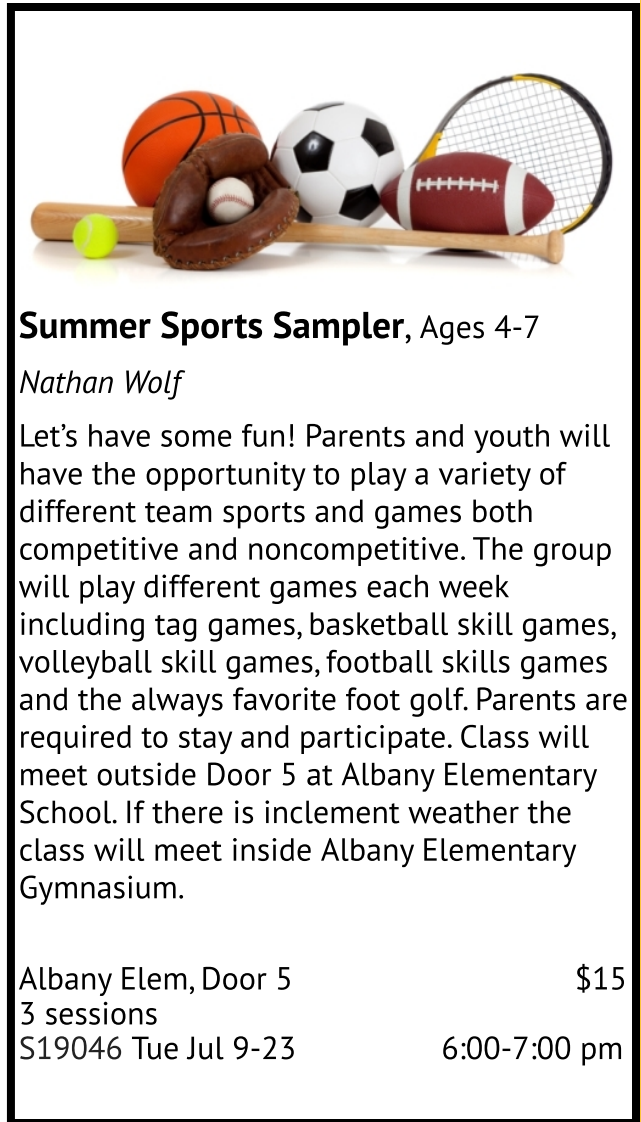 Summer Sports Sampler, Ages 4-7
Nathan Wolf
Let's have some fun! Parents and youth will
have the opportunity to play a variety of
different team sports and games both
competitive and noncompetitive. The group
will play different games each week
including tag games, basketball skill games,
volleyball skill games, football skills games
and the always favorite foot golf. Parents are
required to stay and participate. Class will
meet outside Door 5 at Albany Elementary
School. If there is inclement weather the
class will meet inside Albany Elementary
Gymnasium.
Albany Elem, Door 5 $15
3 sessions
S19046 Tue Jul 9-23 6:00-7:00 pm